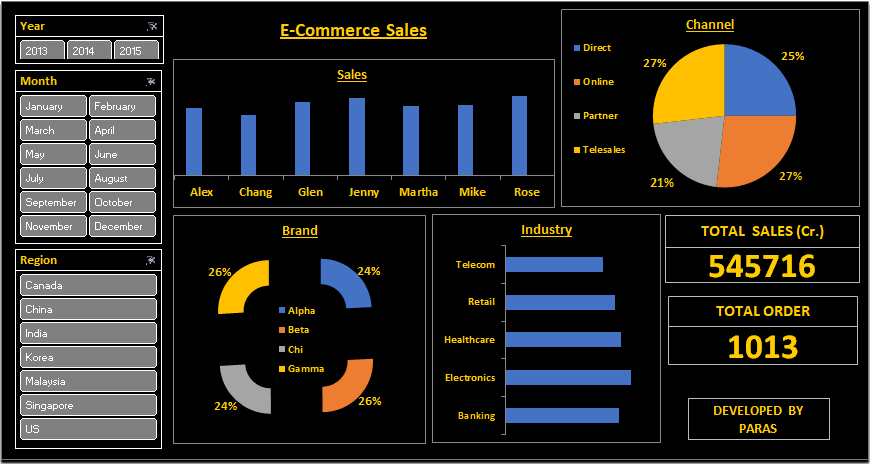 Year
2013 2014 2015
Month
January February
March April
May June
July August
September October
November December
Region
Canada
China
India
Korea
Malaysia
Singapore
US
E-Commerce Sales
Sales
Alex Chang Glen Jenny Martha Mike Rose
Channel
Direct
Online
Partner
Telesales
27% 25%
21% 27%
Brand
26% 24%
Alpha
Beta
Chi
Gamma
24% 26%
Industry
Telecom
Retail
Healthcare
Electronics
Banking
TOTAL SALES (Cr.)
545716
TOTAL ORDER
1013
DEVELOPED BY
PARAS